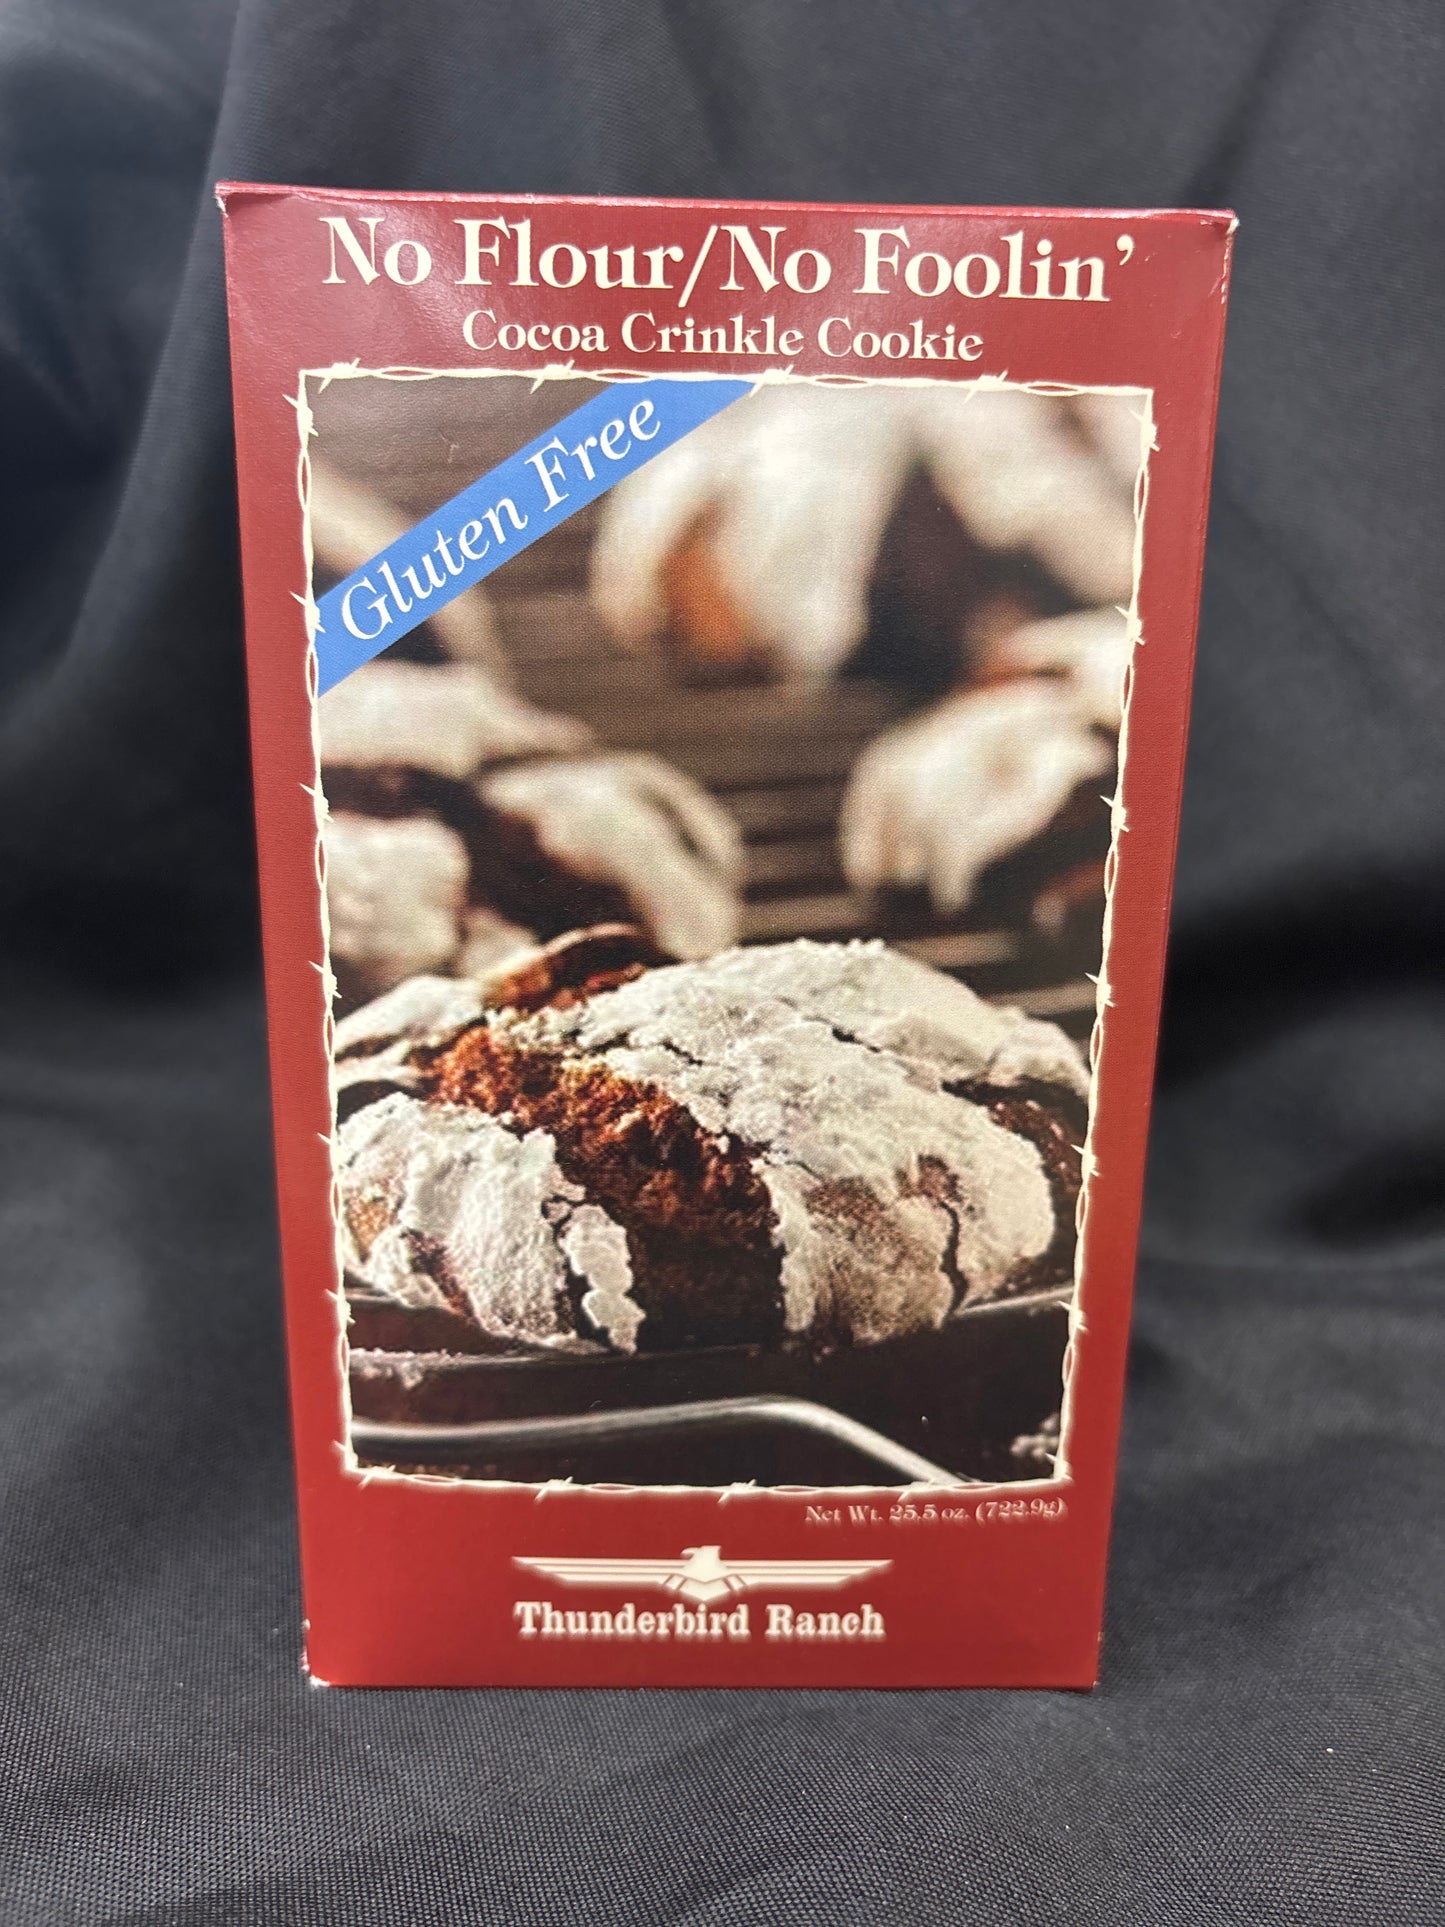 No Flour/No Foolin’
Cocoa Crinkle Cookie
Gluten Free
Net Wt. 25.5 oz. (722.9g)
Thunderbird Ranch